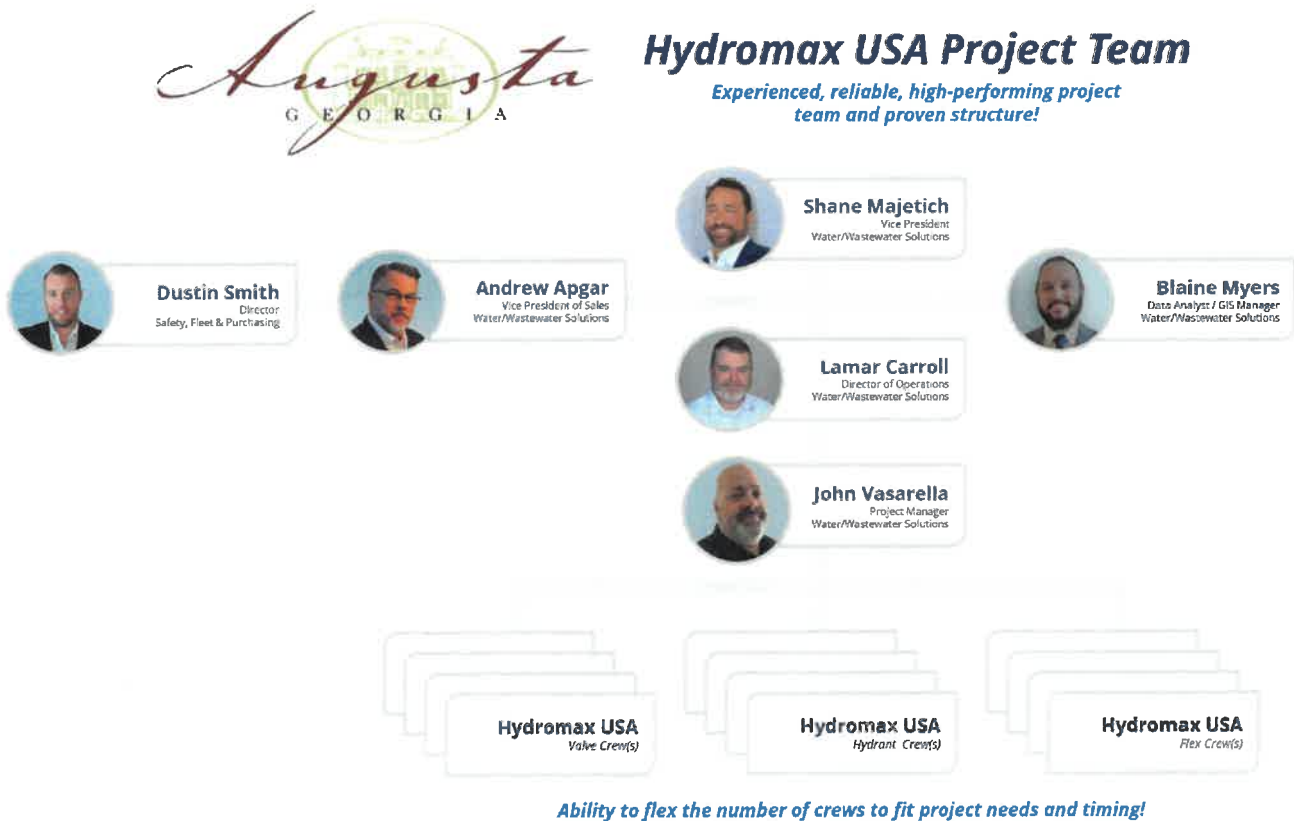 Augusta
GEORGIA
Hydromax USA Project Team
Experienced, reliable, high-performing project
team and proven structure!
Shane Majetich
Vice President
Water/Wastewater Solutions
Dustin Smith
Director
Safety, Fleet & Purchasing
Andrew Apgar
Vice President of Sales
Water/Wastewater Solutions
Blaine Myers
Data Analyst / GIS Manager
Water/Wastewater Solutions
Lamar Carroll
Director of Operations
Water/Wastewater Solutions
John Vasarella
Project Manager
Water/Wastewater Solutions
Hydromax USA
Valve Crew(s)
Hydromax USA
Hydrant Crew(s)
Hydromax USA
Flex Crew(s)
Ability to flex the number of crews to fit project needs and timing!